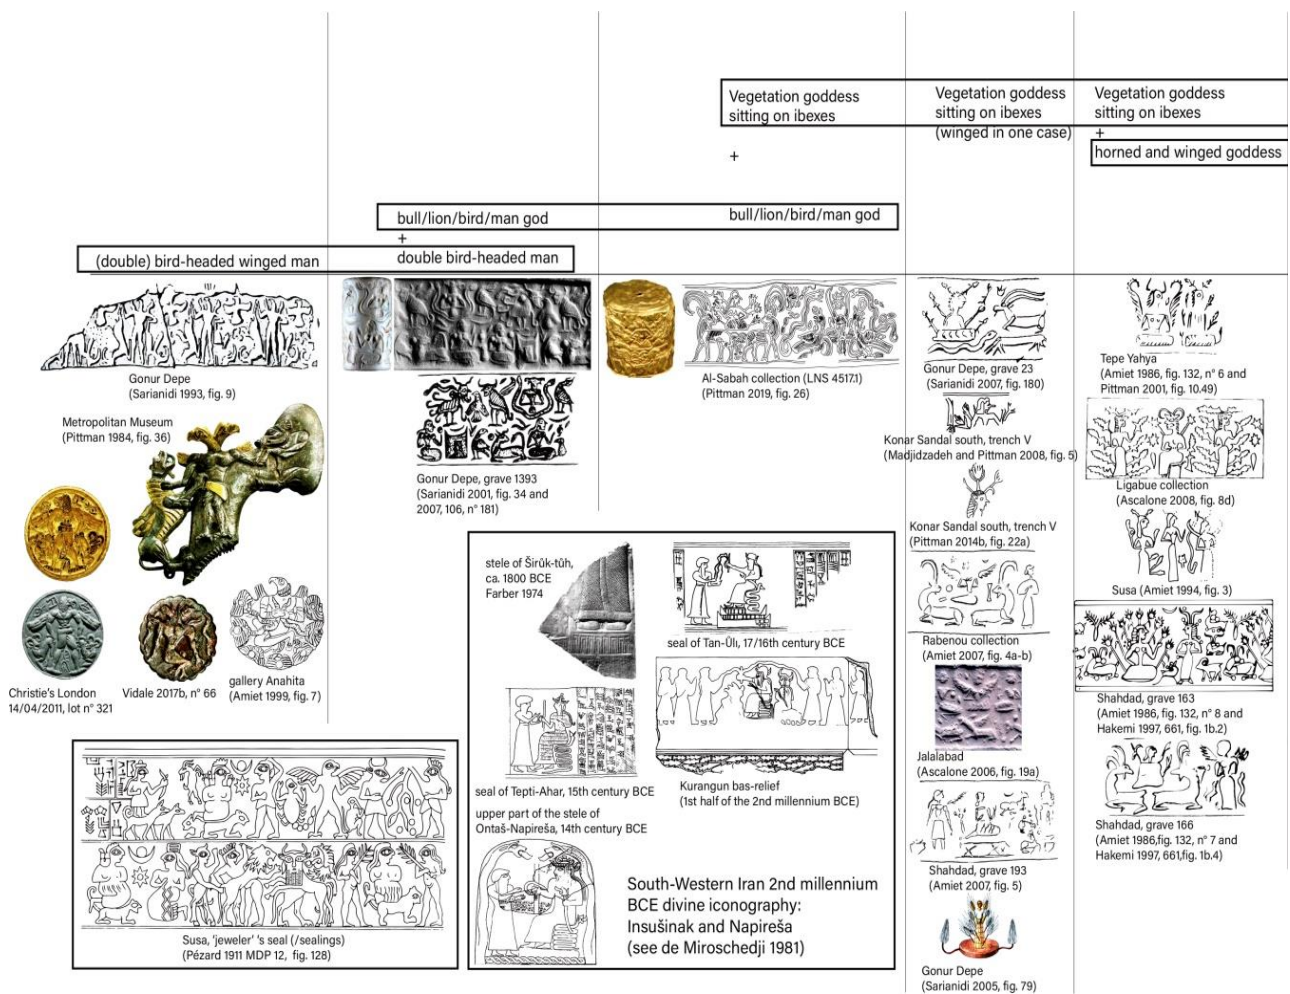 Vegetation goddess
sitting on ibexes
+
Vegetation goddess
sitting on ibexes
(winged in one case)
Vegetation goddess
sitting on ibexes
+
horned and winged goddess
bull/lion/bird/man god
+
double bird-headed man
bull/lion/bird/man god
(double) bird-headed winged man
Gonur Depe
(Sarianidi 1993, fig. 9)
Metropolitan Museum
(Pittman 1984, fig. 36)
Christie's London
14/04/2011, lot n° 321
Vidale 2017b, n° 66
gallery Anahita
(Amiet 1999, fig. 7)
Susa, 'jeweler' 's seal (/sealings)
(Pézard 1911 MDP 12, fig. 128)
Gonur Depe, grave 1393
(Sarianidi 2001, fig. 34 and
2007, 106, n° 181)
Al-Sabah collection (LNS 4517.1)
(Pittman 2019, fig. 26)
stele of Širūk-tūh,
ca. 1800 BCE
Farber 1974
seal of Tan-Ūli, 17/16th century BCE
seal of Tepti-Ahar, 15th century BCE
Kurangun bas-relief
(1st half of the 2nd millennium BCE)
upper part of the stele of
Ontaš-Napireša, 14th century BCE
South-Western Iran 2nd millennium
BCE divine iconography:
Insušinak and Napireša
(see de Miroschedji 1981)
Gonur Depe, grave 23
(Sarianidi 2007, fig. 180)
Konar Sandal south, trench V
(Madjidzadeh and Pittman 2008, fig. 5)
Konar Sandal south, trench V
(Pittman 2014b, fig. 22a)
Rabenou collection
(Amiet 2007, fig. 4a-b)
Jalalabad
(Ascalone 2006, fig. 19a)
Shahdad, grave 193
(Amiet 2007, fig. 5)
Gonur Depe
(Sarianidi 2005, fig. 79)
Tepe Yahya
(Amiet 1986, fig. 132, n° 6 and
Pittman 2001, fig. 10.49)
Ligabue collection
(Ascalone 2008, fig. 8d)
Susa (Amiet 1994, fig. 3)
Shahdad, grave 163
(Amiet 1986, fig. 132, n° 8 and
Hakemi 1997, 661, fig. 1b.2)
Shahdad, grave 166
(Amiet 1986,fig. 132, n° 7 and
Hakemi 1997, 661,fig. 1b.4)